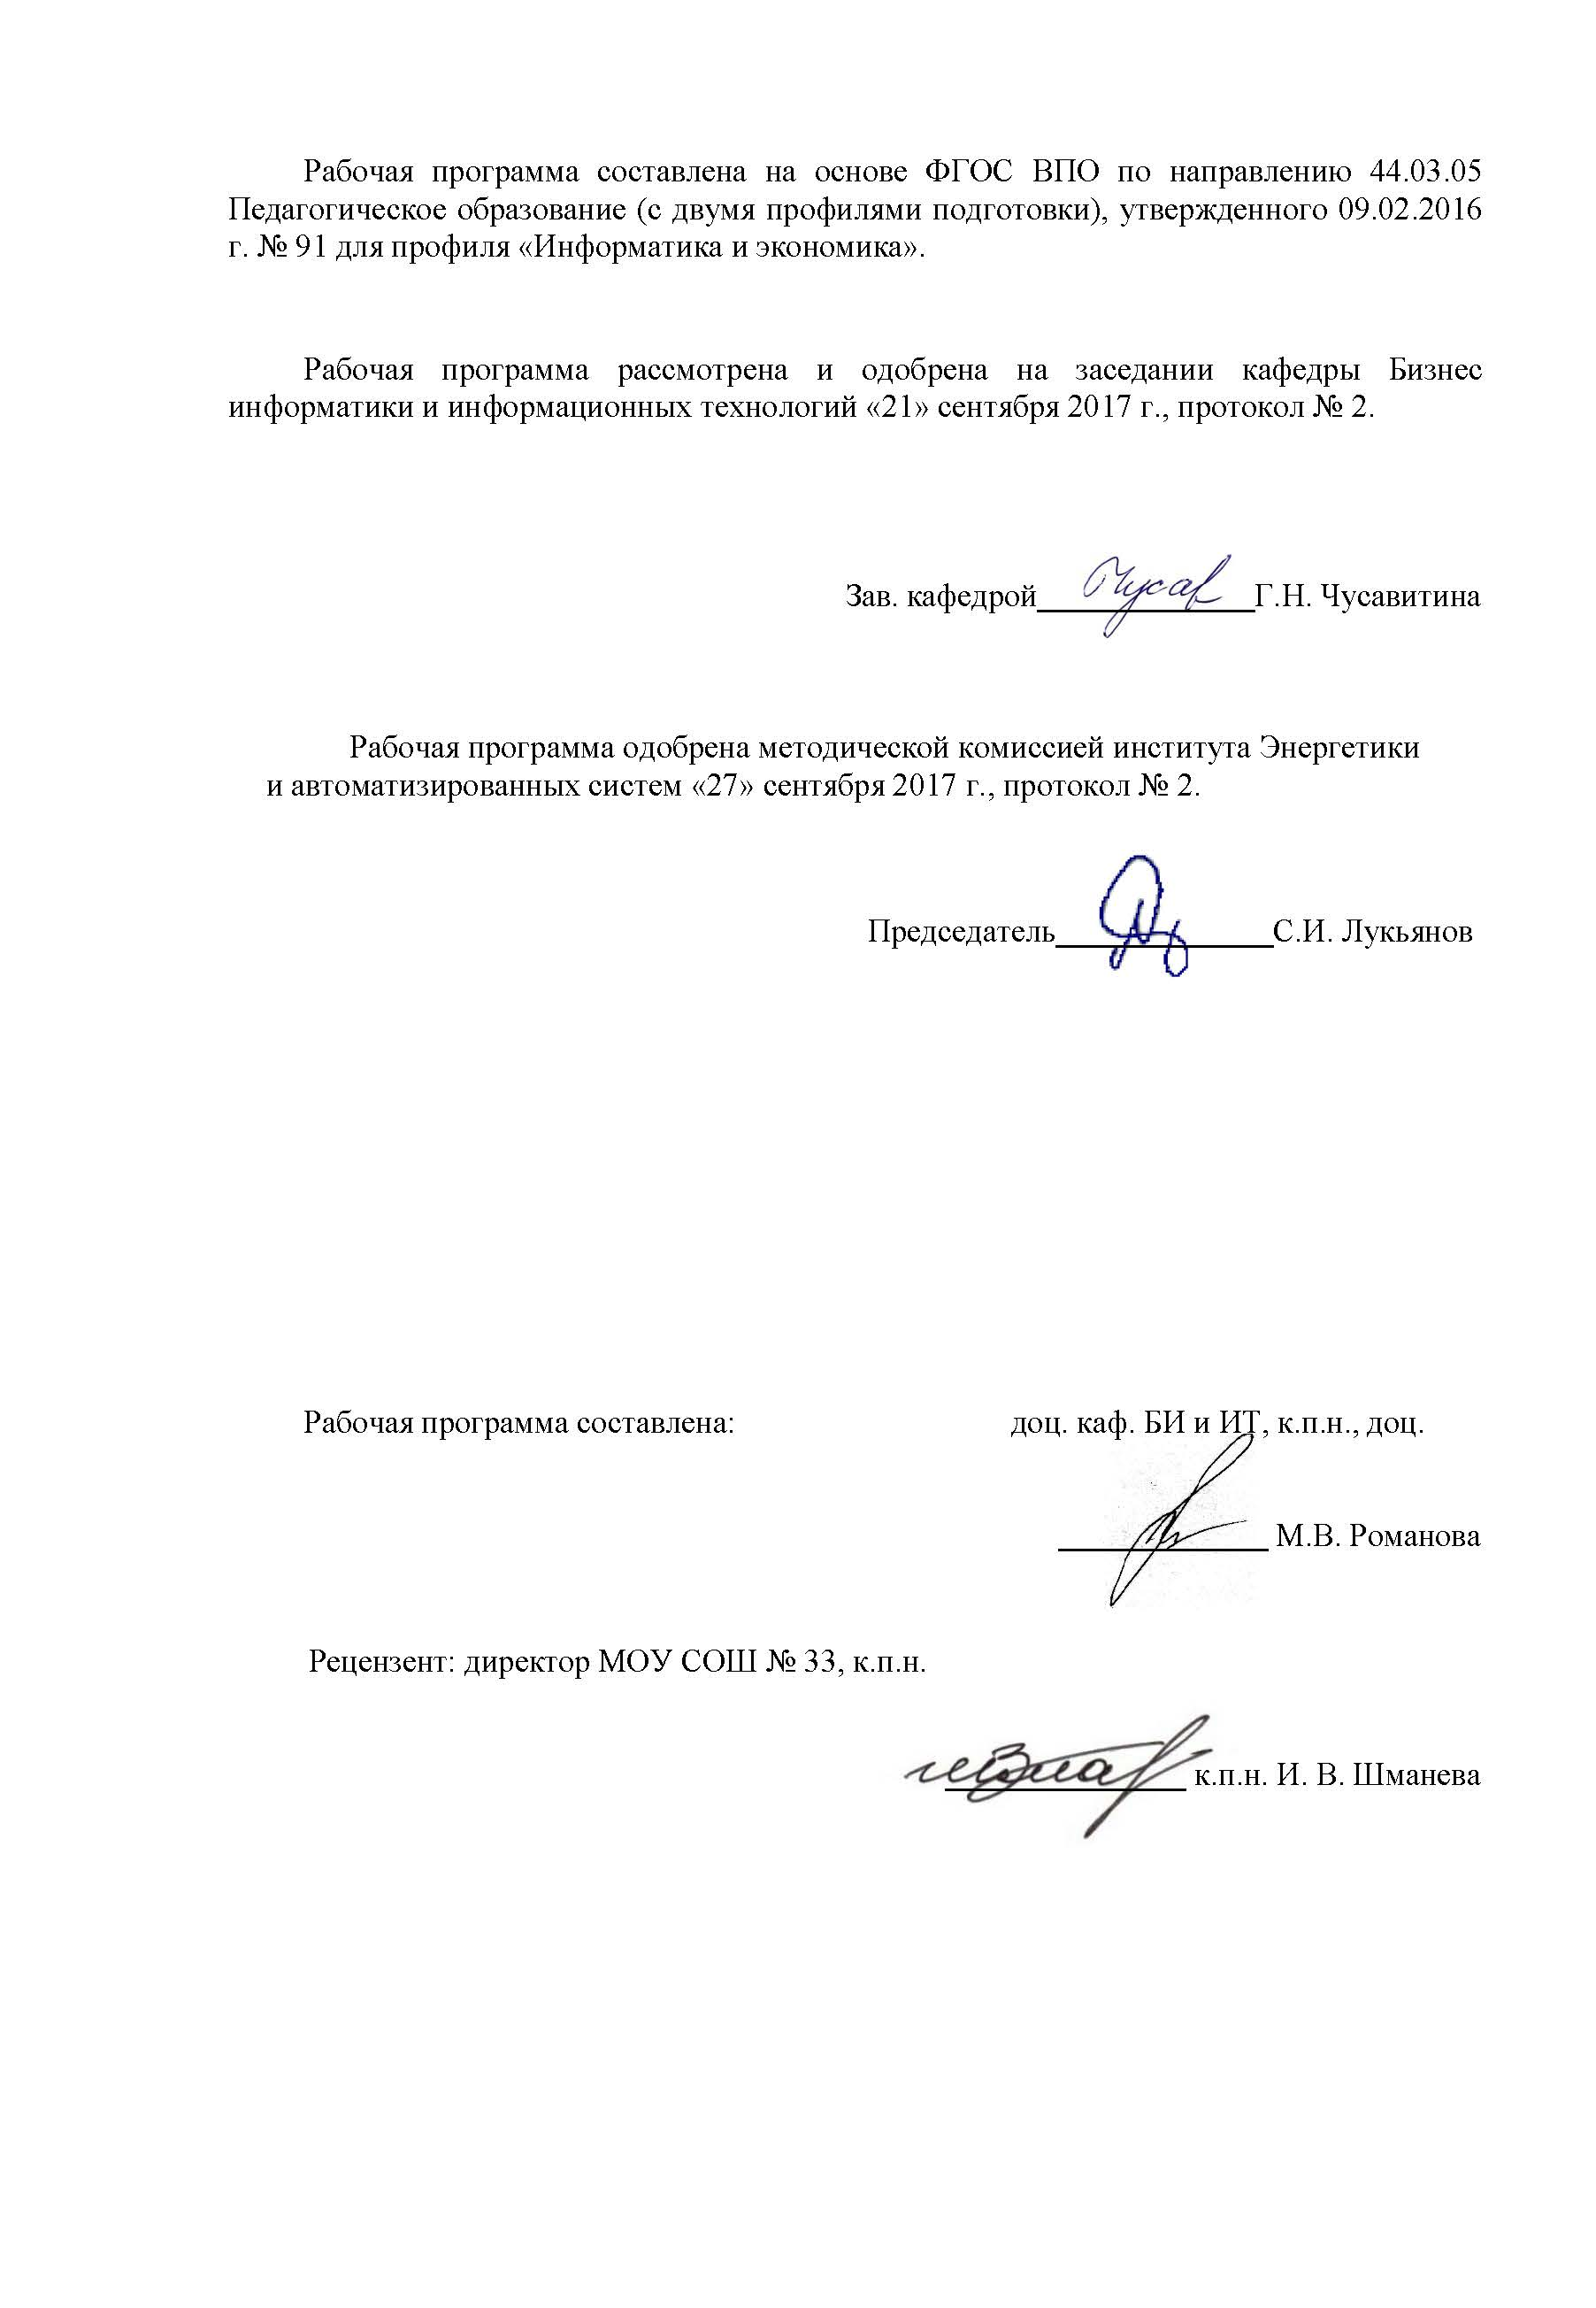 Рабочая программа составлена на основе ФГОС ВПО по направлению 44.03.05
Педагогическое образование (с двумя профилями подготовки), утвержденного 09.02.2016
г. № 91 для профиля «Информатика и экономика».
Рабочая программа рассмотрена и одобрена на заседании кафедры Бизнес
информатики и информационных технологий «21» сентября 2017 г., протокол № 2.
Зав. кафедрой Г.Н. Чусавитина
Рабочая программа одобрена методической комиссией института Энергетики
и автоматизированных систем «27» сентября 2017 г., протокол № 2.
Председатель С.И. Лукьянов
Рабочая программа составлена: доц. каф. БИ и ИТ, к.п.н., доц.
М.В. Романова
Рецензент: директор МОУ СОШ № 33, к.п.н.
к.п.н. И. В. Шманева